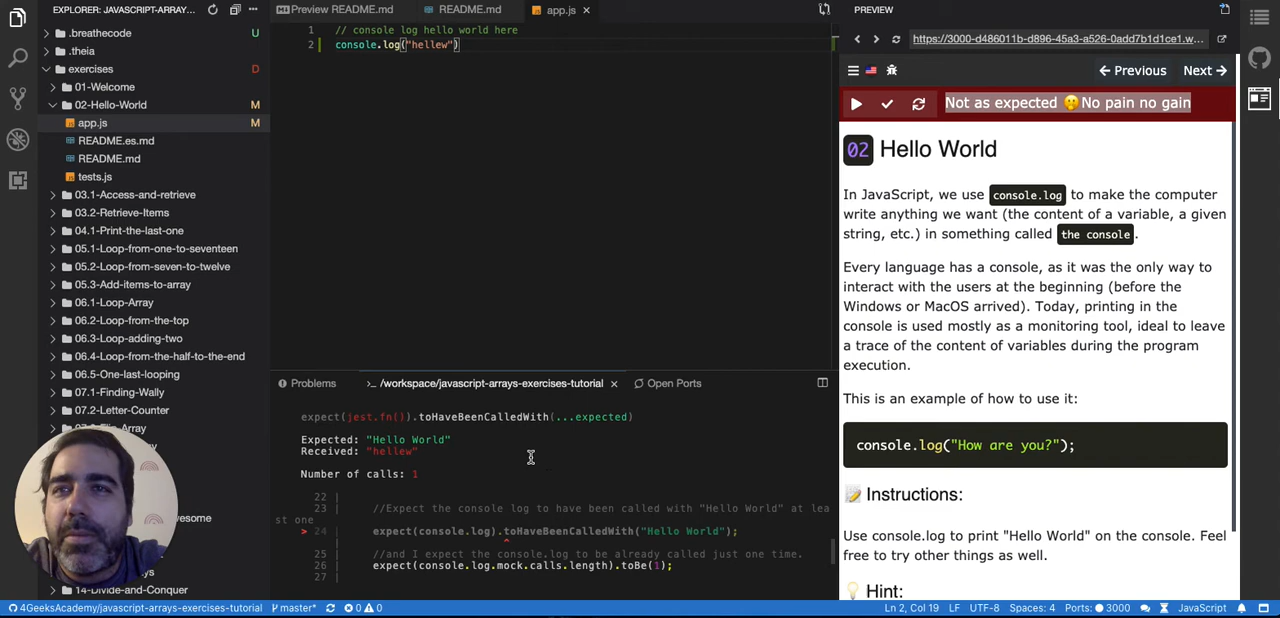 EXPLORER: JAVASCRIPT-ARRAY...
.breathecode U
.theia
exercises D
01-Welcome
02-Hello-World M
app.js M
README.es.md
README.md
tests.js
03.1-Access-and-retrieve
03.2-Retrieve-Items
04.1-Print-the-last-one
05.1-Loop-from-one-to-seventeen
05.2-Loop-from-seven-to-twelve
05.3-Add-items-to-array
06.1-Loop-Array
06.2-Loop-from-the-top
06.3-Loop-adding-two
06.4-Loop-from-the-half-to-the-end
06.5-One-last-looping
07.1-Finding-Wally
07.2-Letter-Counter
14-Divide-and-Conquer
Preview README.md
README.md
app.js
1 // console log hello world here
2 console.log("hellew")
Problems
/workspace/javascript-arrays-exercises-tutorial
Open Ports
expect(jest.fn()).toHaveBeenCalledWith(...expected)
Expected: "Hello World"
Received: "hellew"
Number of calls: 1
22 |
| //Expect the console log to have been called with "Hello World" at lea
st one
> 24 | expect(console.log).toHaveBeenCalledWith("Hello World");
| ^
25 | //and I expect the console.log to be already called just one time.
26 | expect(console.log.mock.calls.length).toBe(1);
27 |
PREVIEW
https://3000-d486011b-d896-45a3-a526-0add7b1d1ce1.w...
← Previous Next →
Not as expected 🤫No pain no gain
02 Hello World
In JavaScript, we use console.log to make the computer
write anything we want (the content of a variable, a given
string, etc.) in something called the console .
Every language has a console, as it was the only way to
interact with the users at the beginning (before the
Windows or MacOS arrived). Today, printing in the
console is used mostly as a monitoring tool, ideal to leave
a trace of the content of variables during the program
execution.
This is an example of how to use it:
console.log("How are you?");
📝 Instructions:
Use console.log to print "Hello World" on the console. Feel
free to try other things as well.
💡 Hint:
4GeeksAcademy/javascript-arrays-exercises-tutorial master* 0 0 Ln 2, Col 19 LF UTF-8 Spaces: 4 Ports: 3000 JavaScript